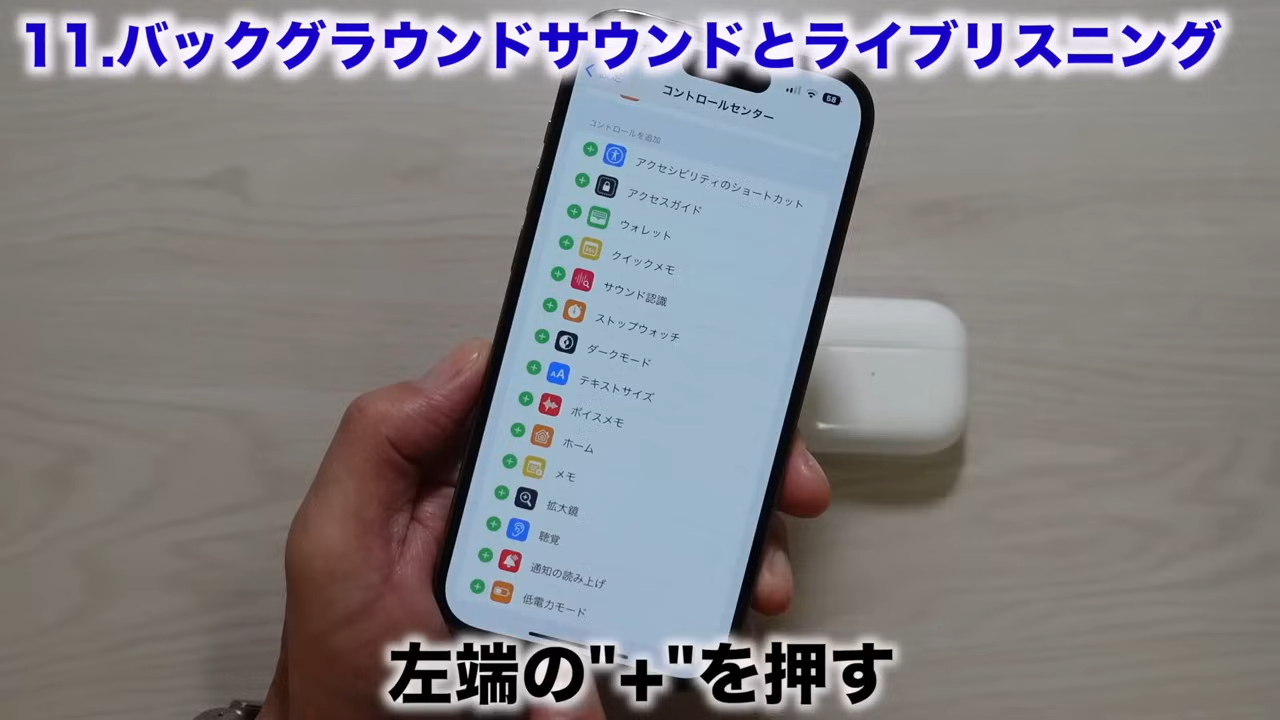 11.バックグラウンドサウンドとライブリスニング
58
コントロールセンター
コントロールを追加
アクセシビリティのショートカット
アクセスガイド
ウォレット
クイックメモ
サウンド認識
ストップウォッチ
ダークモード
AA テキストサイズ
ボイスメモ
ホーム
メモ
拡大鏡
聴覚
通知の読み上げ
低電力モード
左端の"+"を押す